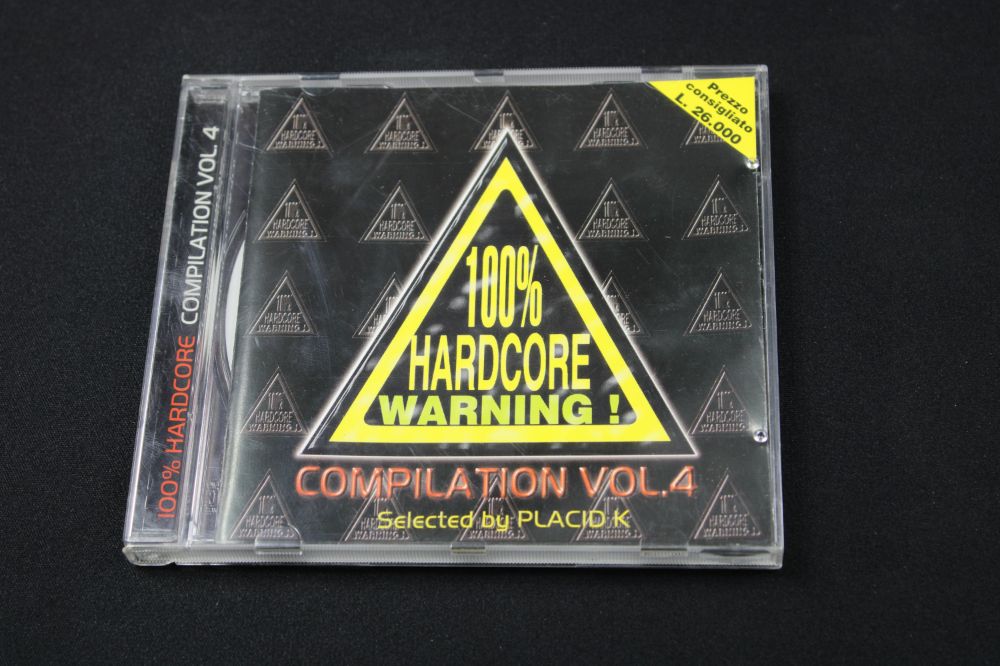 100% HARDCORE COMPILATION VOL. 4
Prezzo
consigliato
L. 26.000
100%
HARDCORE
WARNING !
COMPILATION VOL.4
Selected by PLACID K